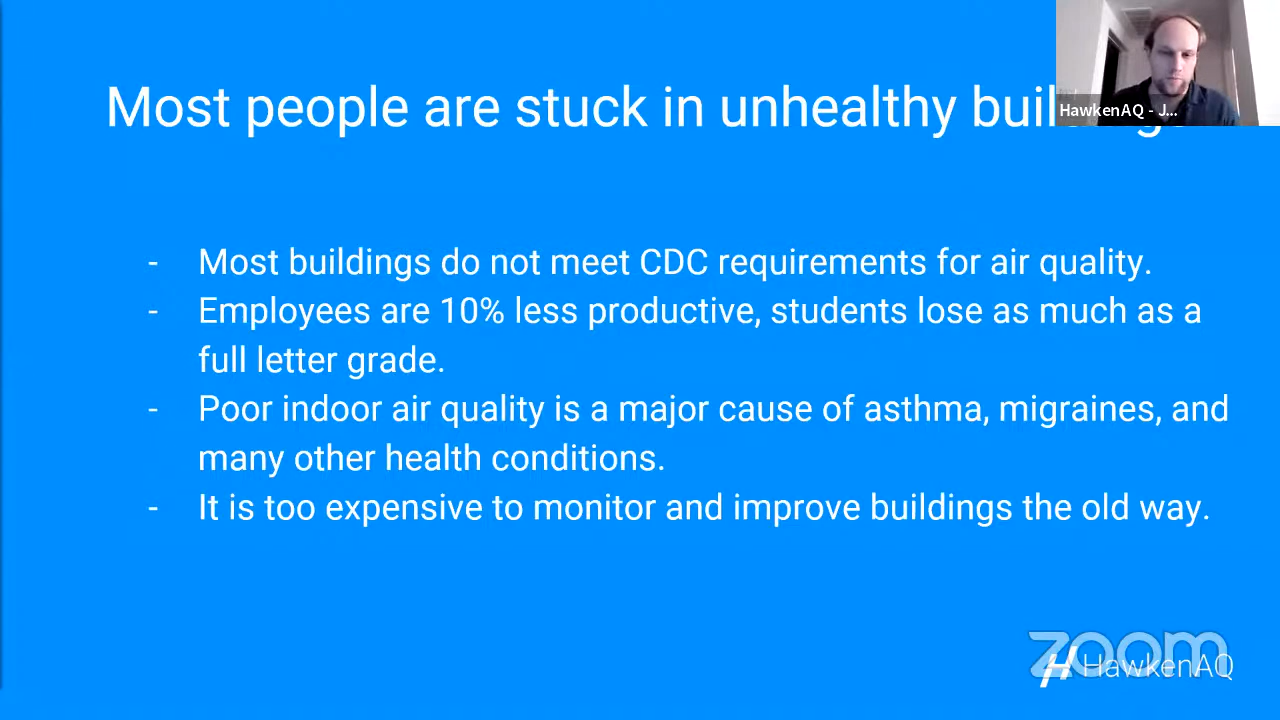 Most people are stuck in unhealthy
HawkenAQ - J...
- Most buildings do not meet CDC requirements for air quality.
- Employees are 10% less productive, students lose as much as a
full letter grade.
- Poor indoor air quality is a major cause of asthma, migraines, and
many other health conditions.
- It is too expensive to monitor and improve buildings the old way.
zoom
HawkenAQ